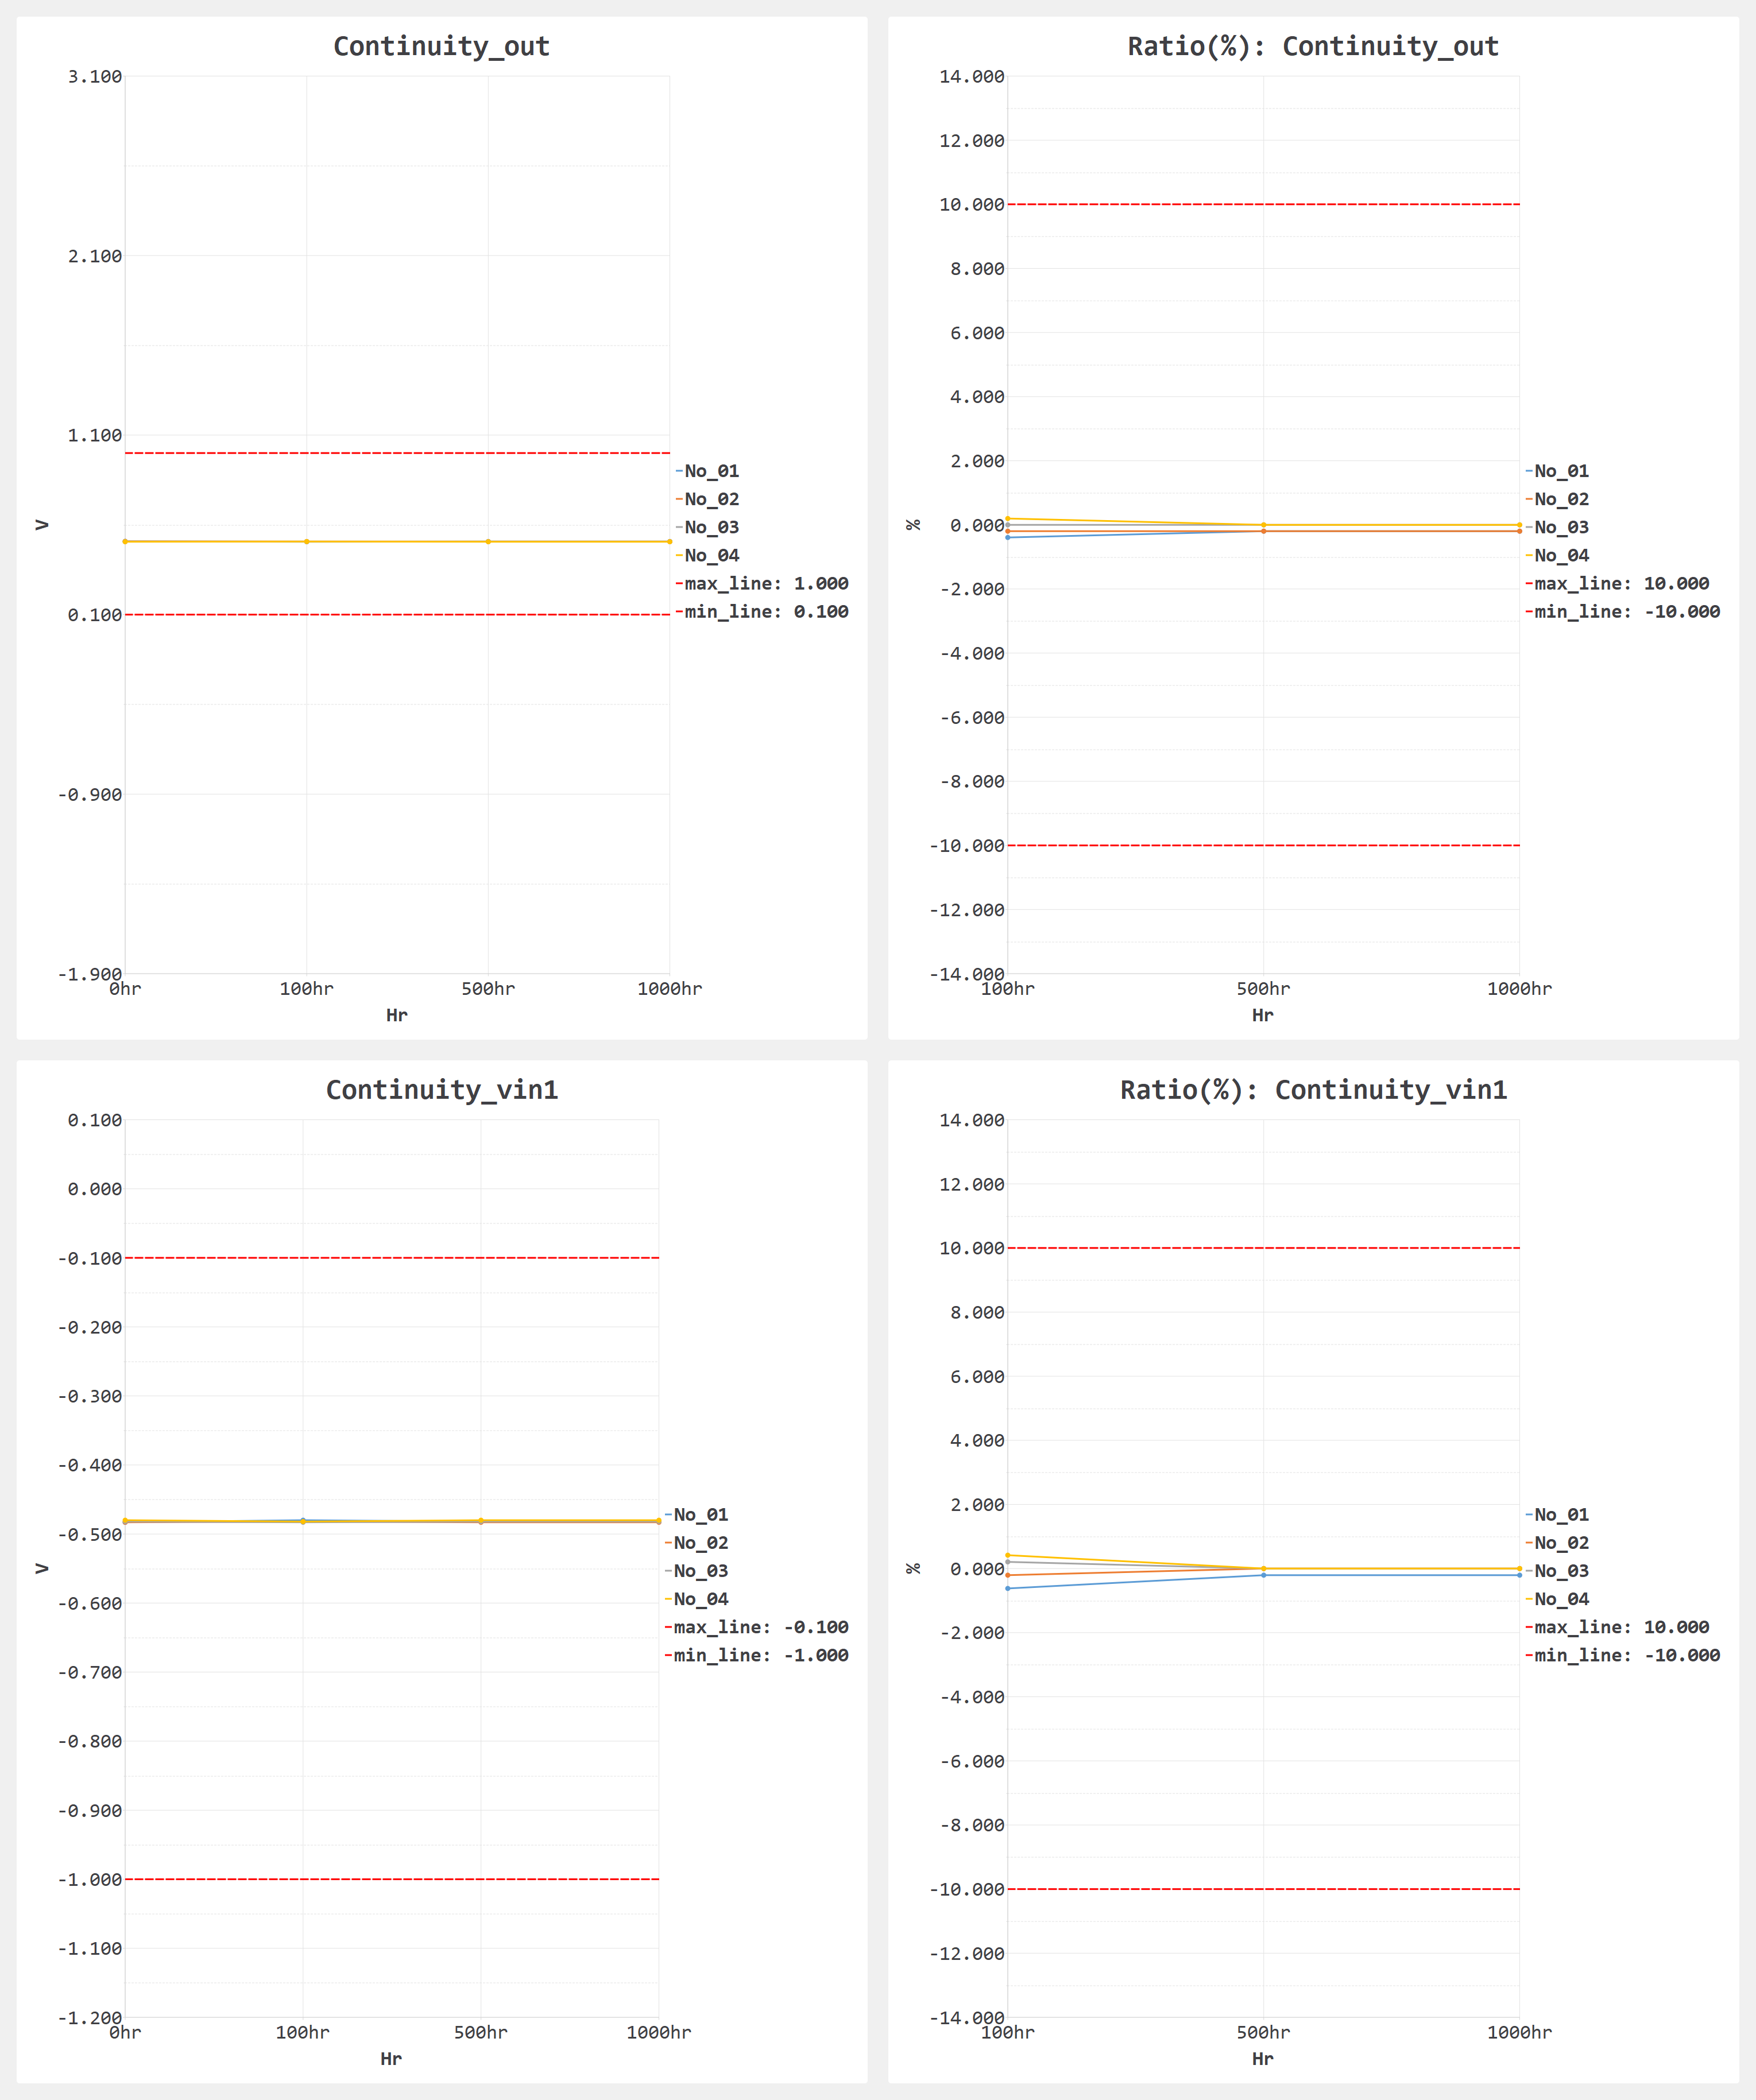 Continuity_out
3.100
2.100
1.100
0.100
-0.900
-1.900
V
0hr 100hr 500hr 1000hr
Hr
No_01
No_02
No_03
No_04
max_line: 1.000
min_line: 0.100
Ratio(%): Continuity_out
14.000
12.000
10.000
8.000
6.000
4.000
2.000
0.000
-2.000
-4.000
-6.000
-8.000
-10.000
-12.000
-14.000
%
100hr 500hr 1000hr
Hr
No_01
No_02
No_03
No_04
max_line: 10.000
min_line: -10.000
Continuity_vin1
0.100
0.000
-0.100
-0.200
-0.300
-0.400
-0.500
-0.600
-0.700
-0.800
-0.900
-1.000
-1.100
-1.200
V
0hr 100hr 500hr 1000hr
Hr
No_01
No_02
No_03
No_04
max_line: -0.100
min_line: -1.000
Ratio(%): Continuity_vin1
14.000
12.000
10.000
8.000
6.000
4.000
2.000
0.000
-2.000
-4.000
-6.000
-8.000
-10.000
-12.000
-14.000
%
100hr 500hr 1000hr
Hr
No_01
No_02
No_03
No_04
max_line: 10.000
min_line: -10.000